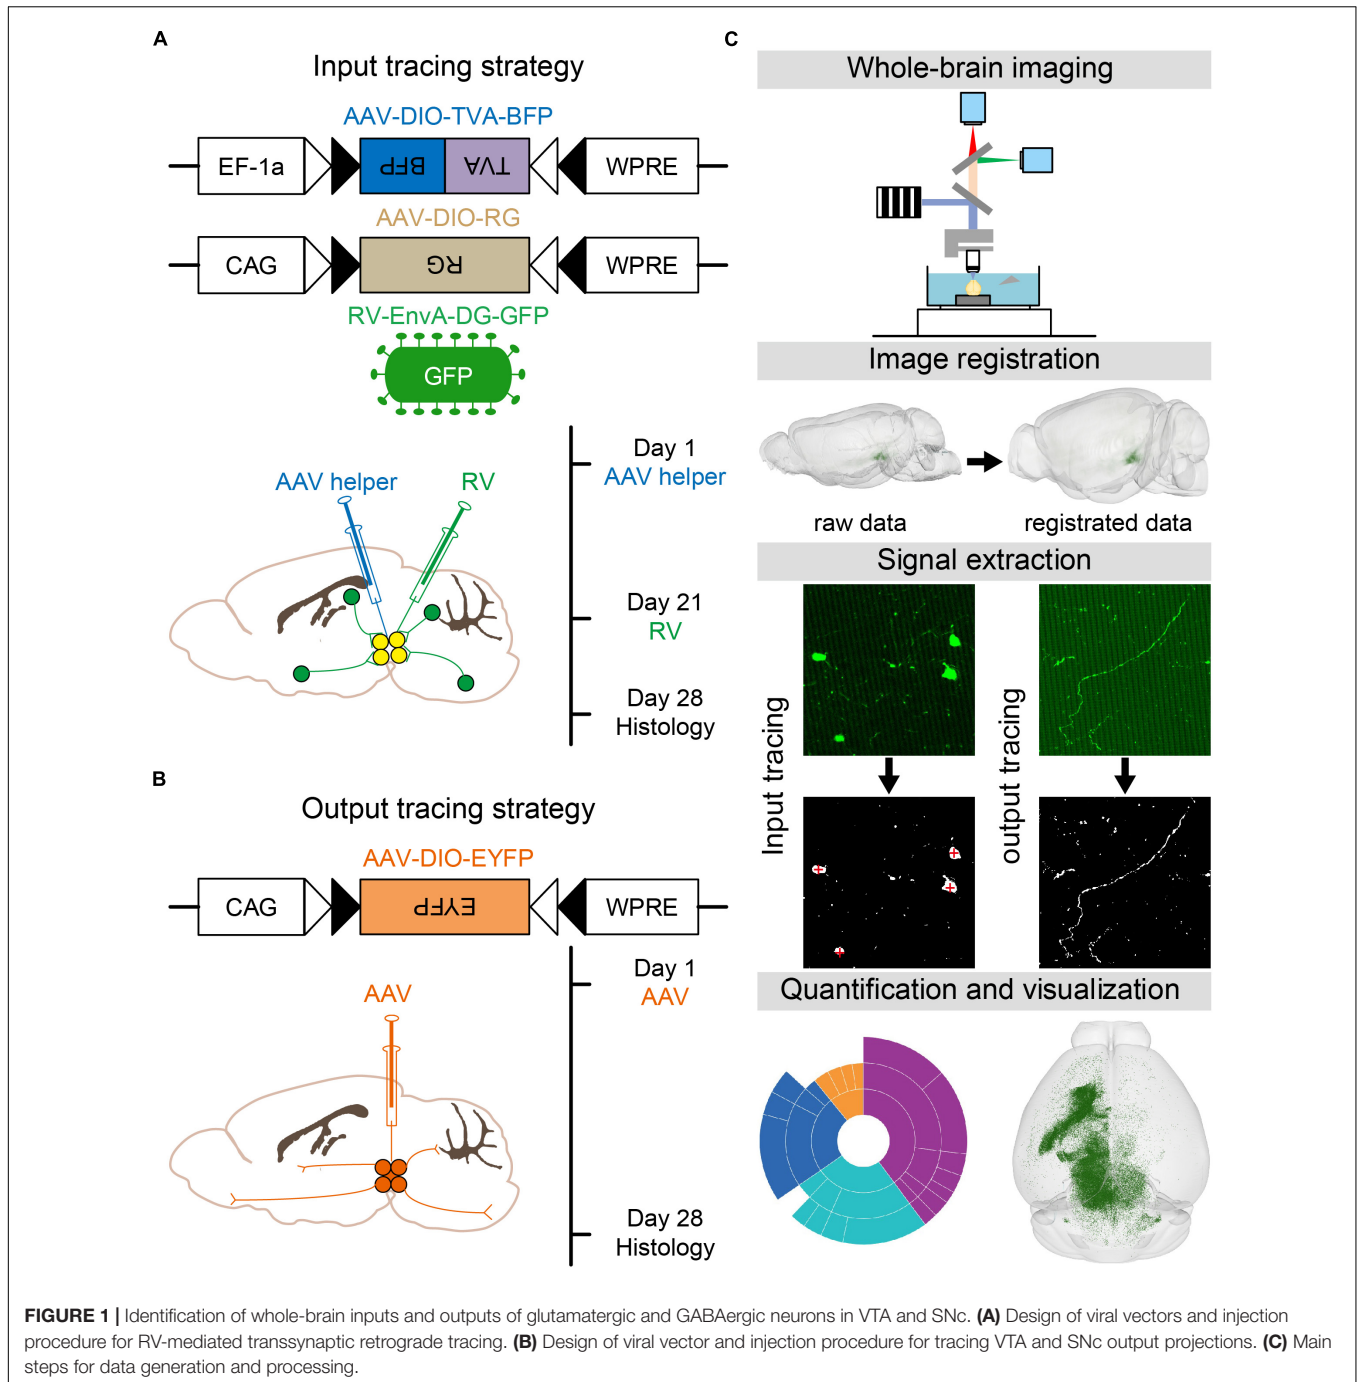 A
Input tracing strategy
AAV-DIO-TVA-BFP
EF-1a
BFP
TVA
WPRE
AAV-DIO-RG
CAG
RG
WPRE
RV-EnvA-DG-GFP
GFP
AAV helper
RV
Day 1
AAV helper
Day 21
RV
Day 28
Histology
B
Output tracing strategy
AAV-DIO-EYFP
CAG
EYFP
WPRE
AAV
Day 1
AAV
Day 28
Histology
C
Whole-brain imaging
Image registration
raw data
registrated data
Signal extraction
Input tracing
output tracing
Quantification and visualization
FIGURE 1 | Identification of whole-brain inputs and outputs of glutamatergic and GABAergic neurons in VTA and SNc. (A) Design of viral vectors and injection
procedure for RV-mediated transsynaptic retrograde tracing. (B) Design of viral vector and injection procedure for tracing VTA and SNc output projections. (C) Main
steps for data generation and processing.